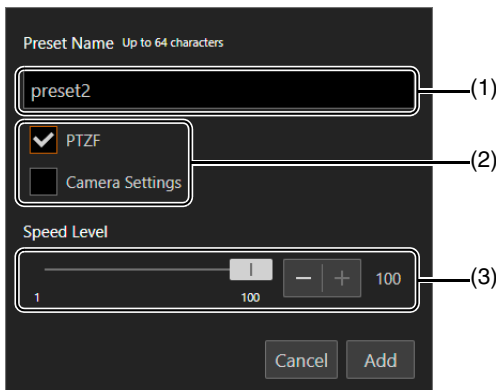 Preset Name Up to 64 characters
preset2 (1)
PTZF
(2)
Camera Settings
Speed Level
− + 100 (3)
1 100
Cancel Add